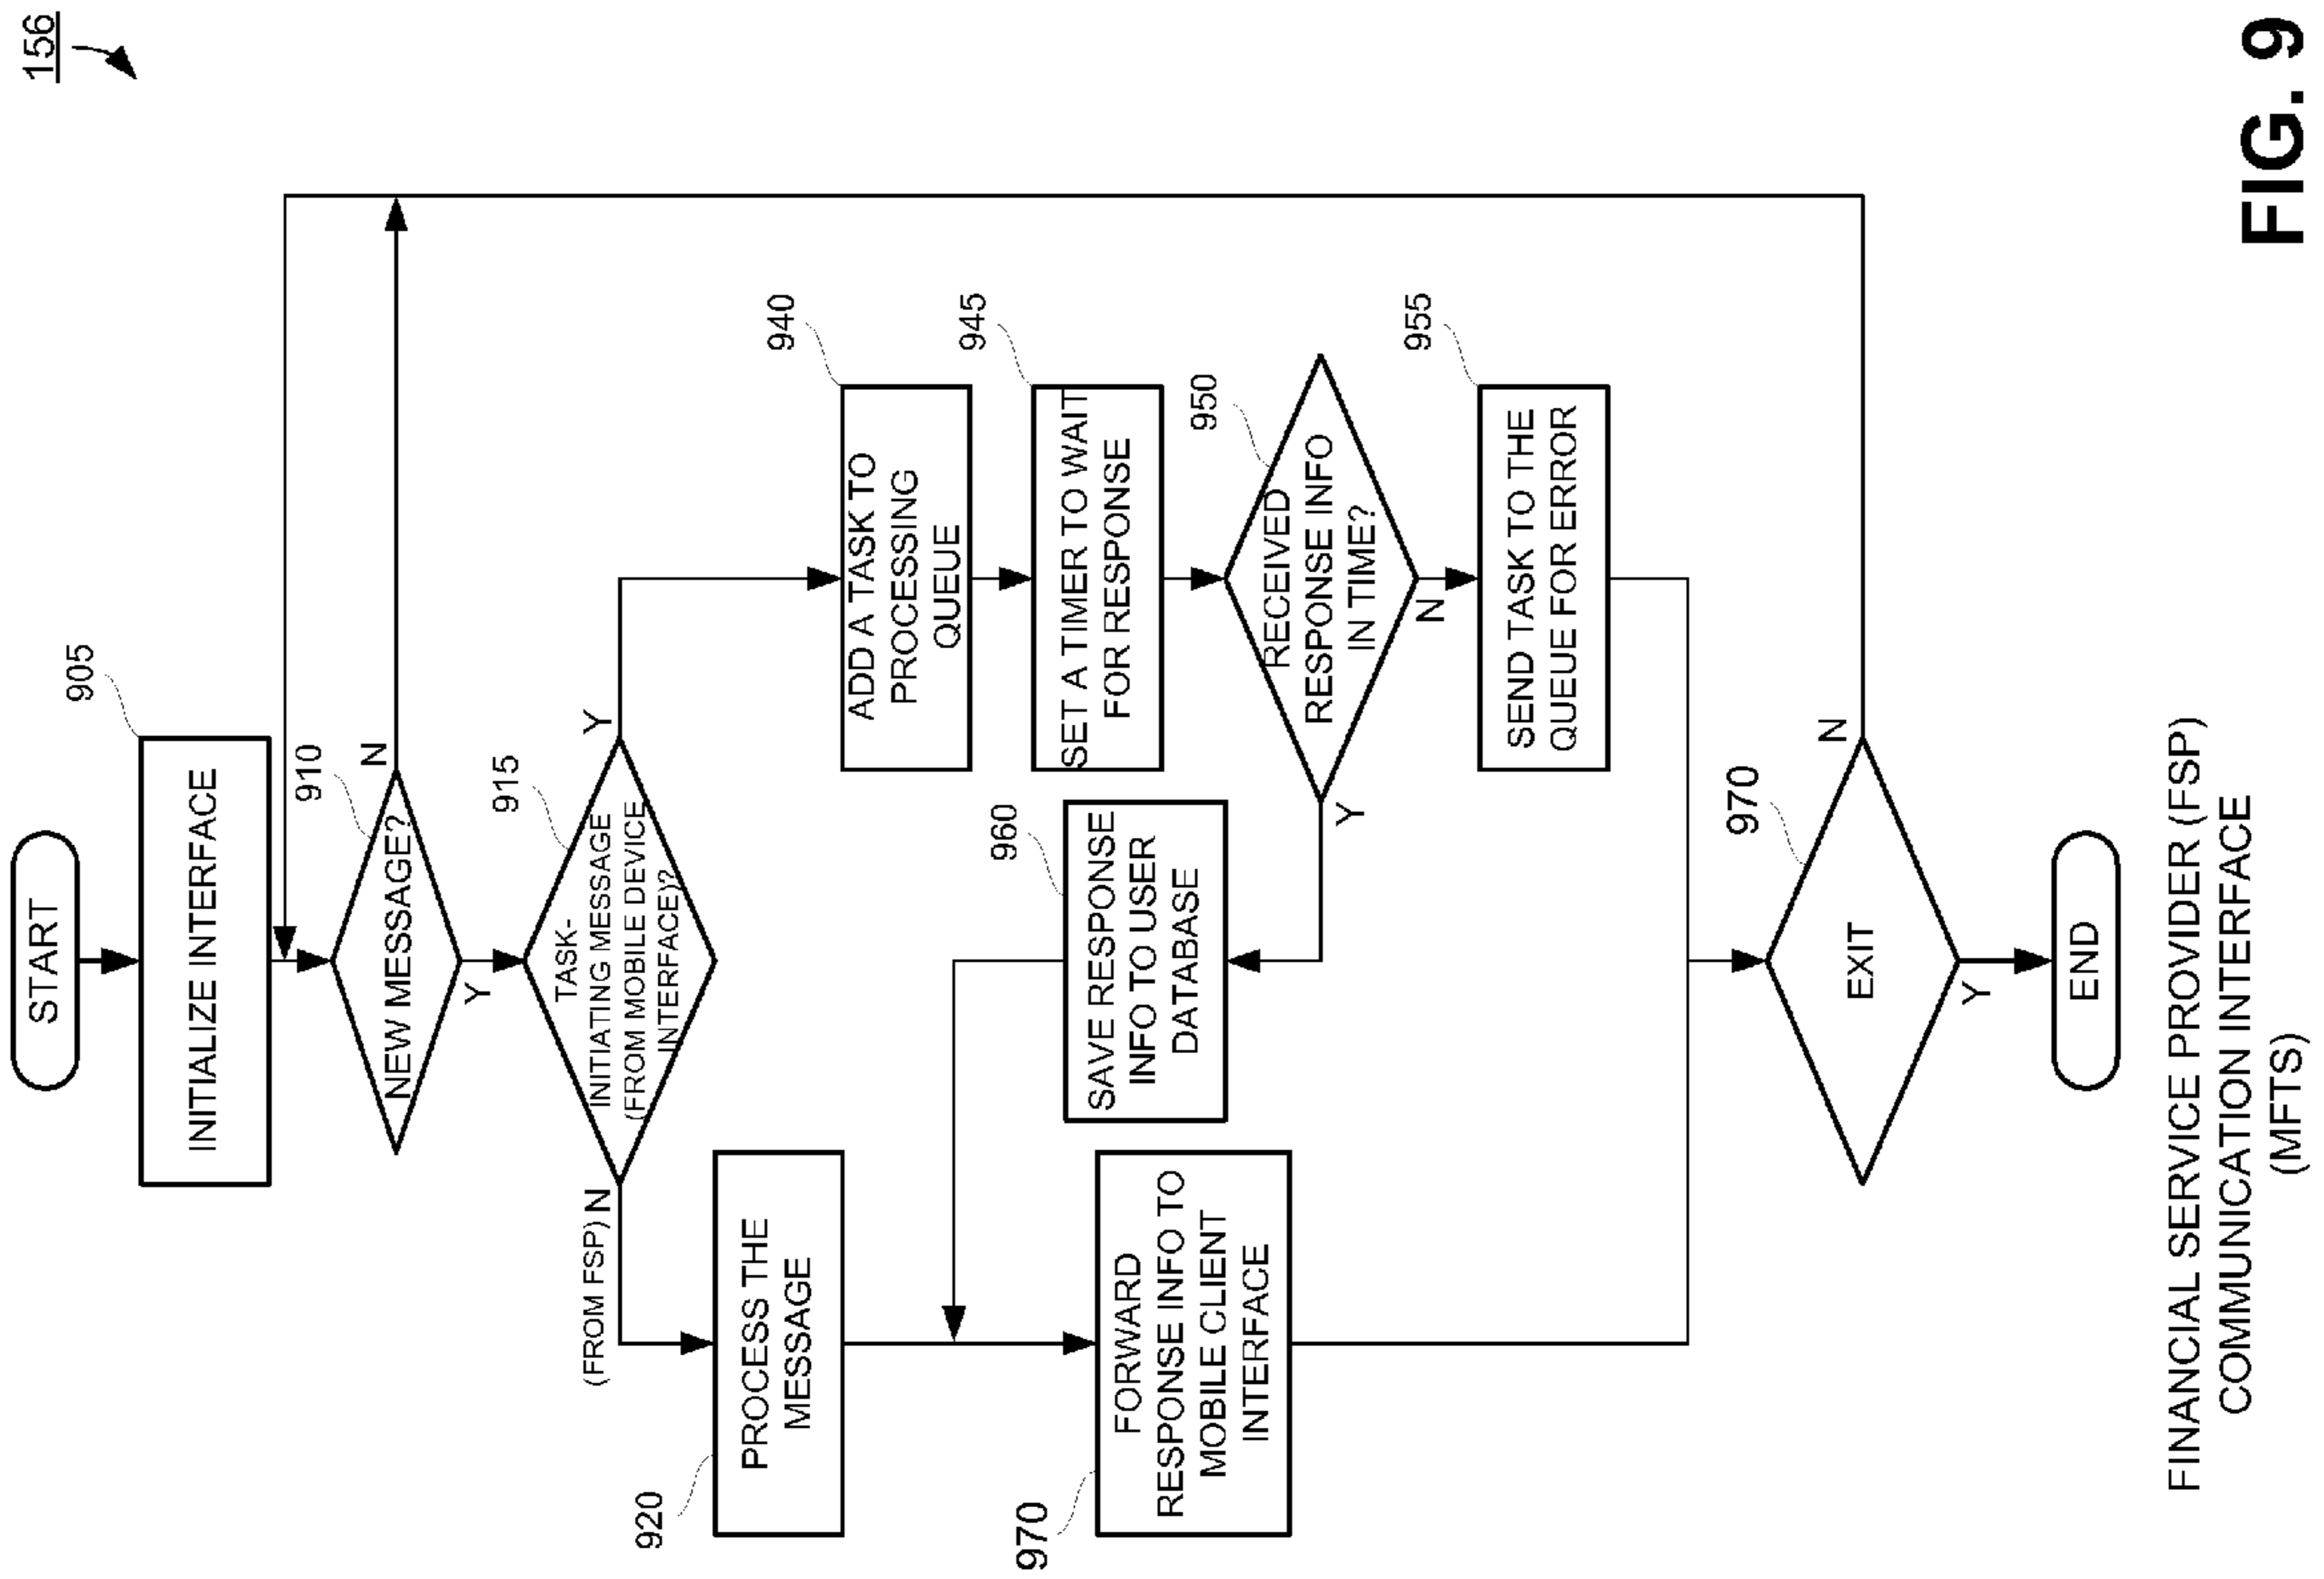 156
START
905
INITIALIZE INTERFACE
910
NEW MESSAGE?
N
Y
915
TASK-
INITIATING MESSAGE
(FROM MOBILE DEVICE
INTERFACE)?
Y
(FROM FSP) N
920
PROCESS THE
MESSAGE
940
ADD A TASK TO
PROCESSING
QUEUE
945
SET A TIMER TO WAIT
FOR RESPONSE
950
RECEIVED
RESPONSE INFO
IN TIME?
Y
N
960
SAVE RESPONSE
INFO TO USER
DATABASE
970
FORWARD
RESPONSE INFO TO
MOBILE CLIENT
INTERFACE
955
SEND TASK TO THE
QUEUE FOR ERROR
970
EXIT
N
Y
END
FINANCIAL SERVICE PROVIDER (FSP)
COMMUNICATION INTERFACE
(MFTS)
FIG. 9